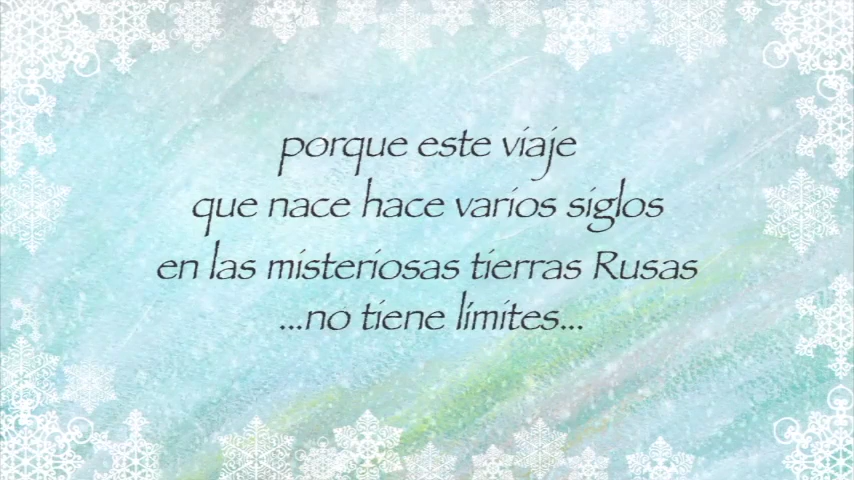 porque este viaje
que nace hace varios siglos
en las misteriosas tierras Rusas
...no tiene límites...